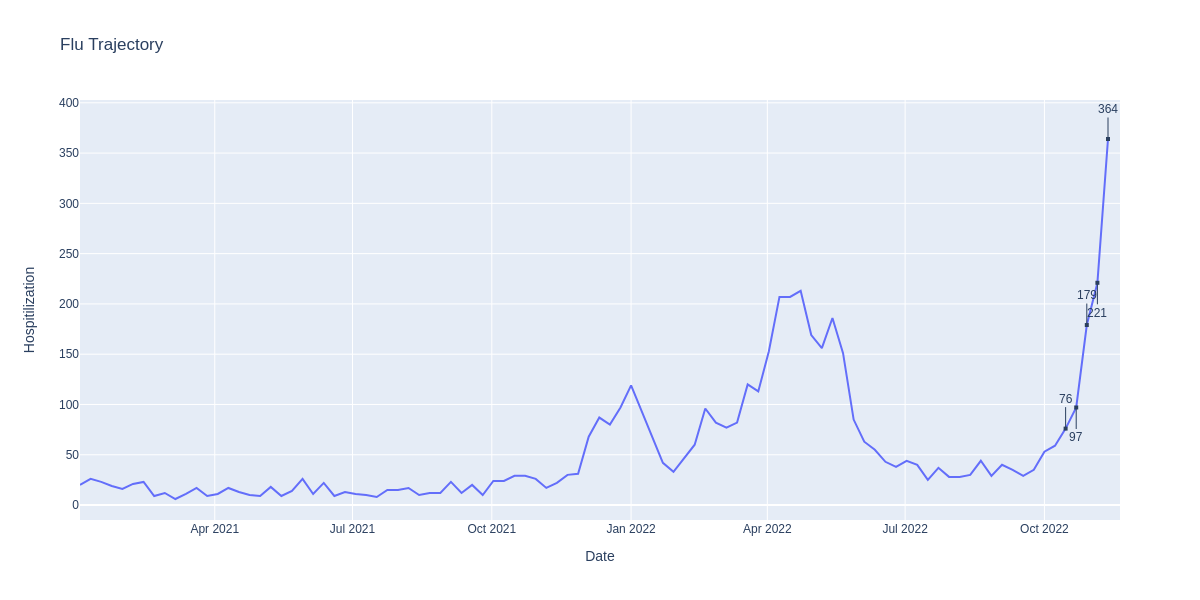 Flu Trajectory
400
350
300
250
200
150
100
50
0
Hospitilization
364
179
221
76
97
Apr 2021
Jul 2021
Oct 2021
Jan 2022
Apr 2022
Jul 2022
Oct 2022
Date